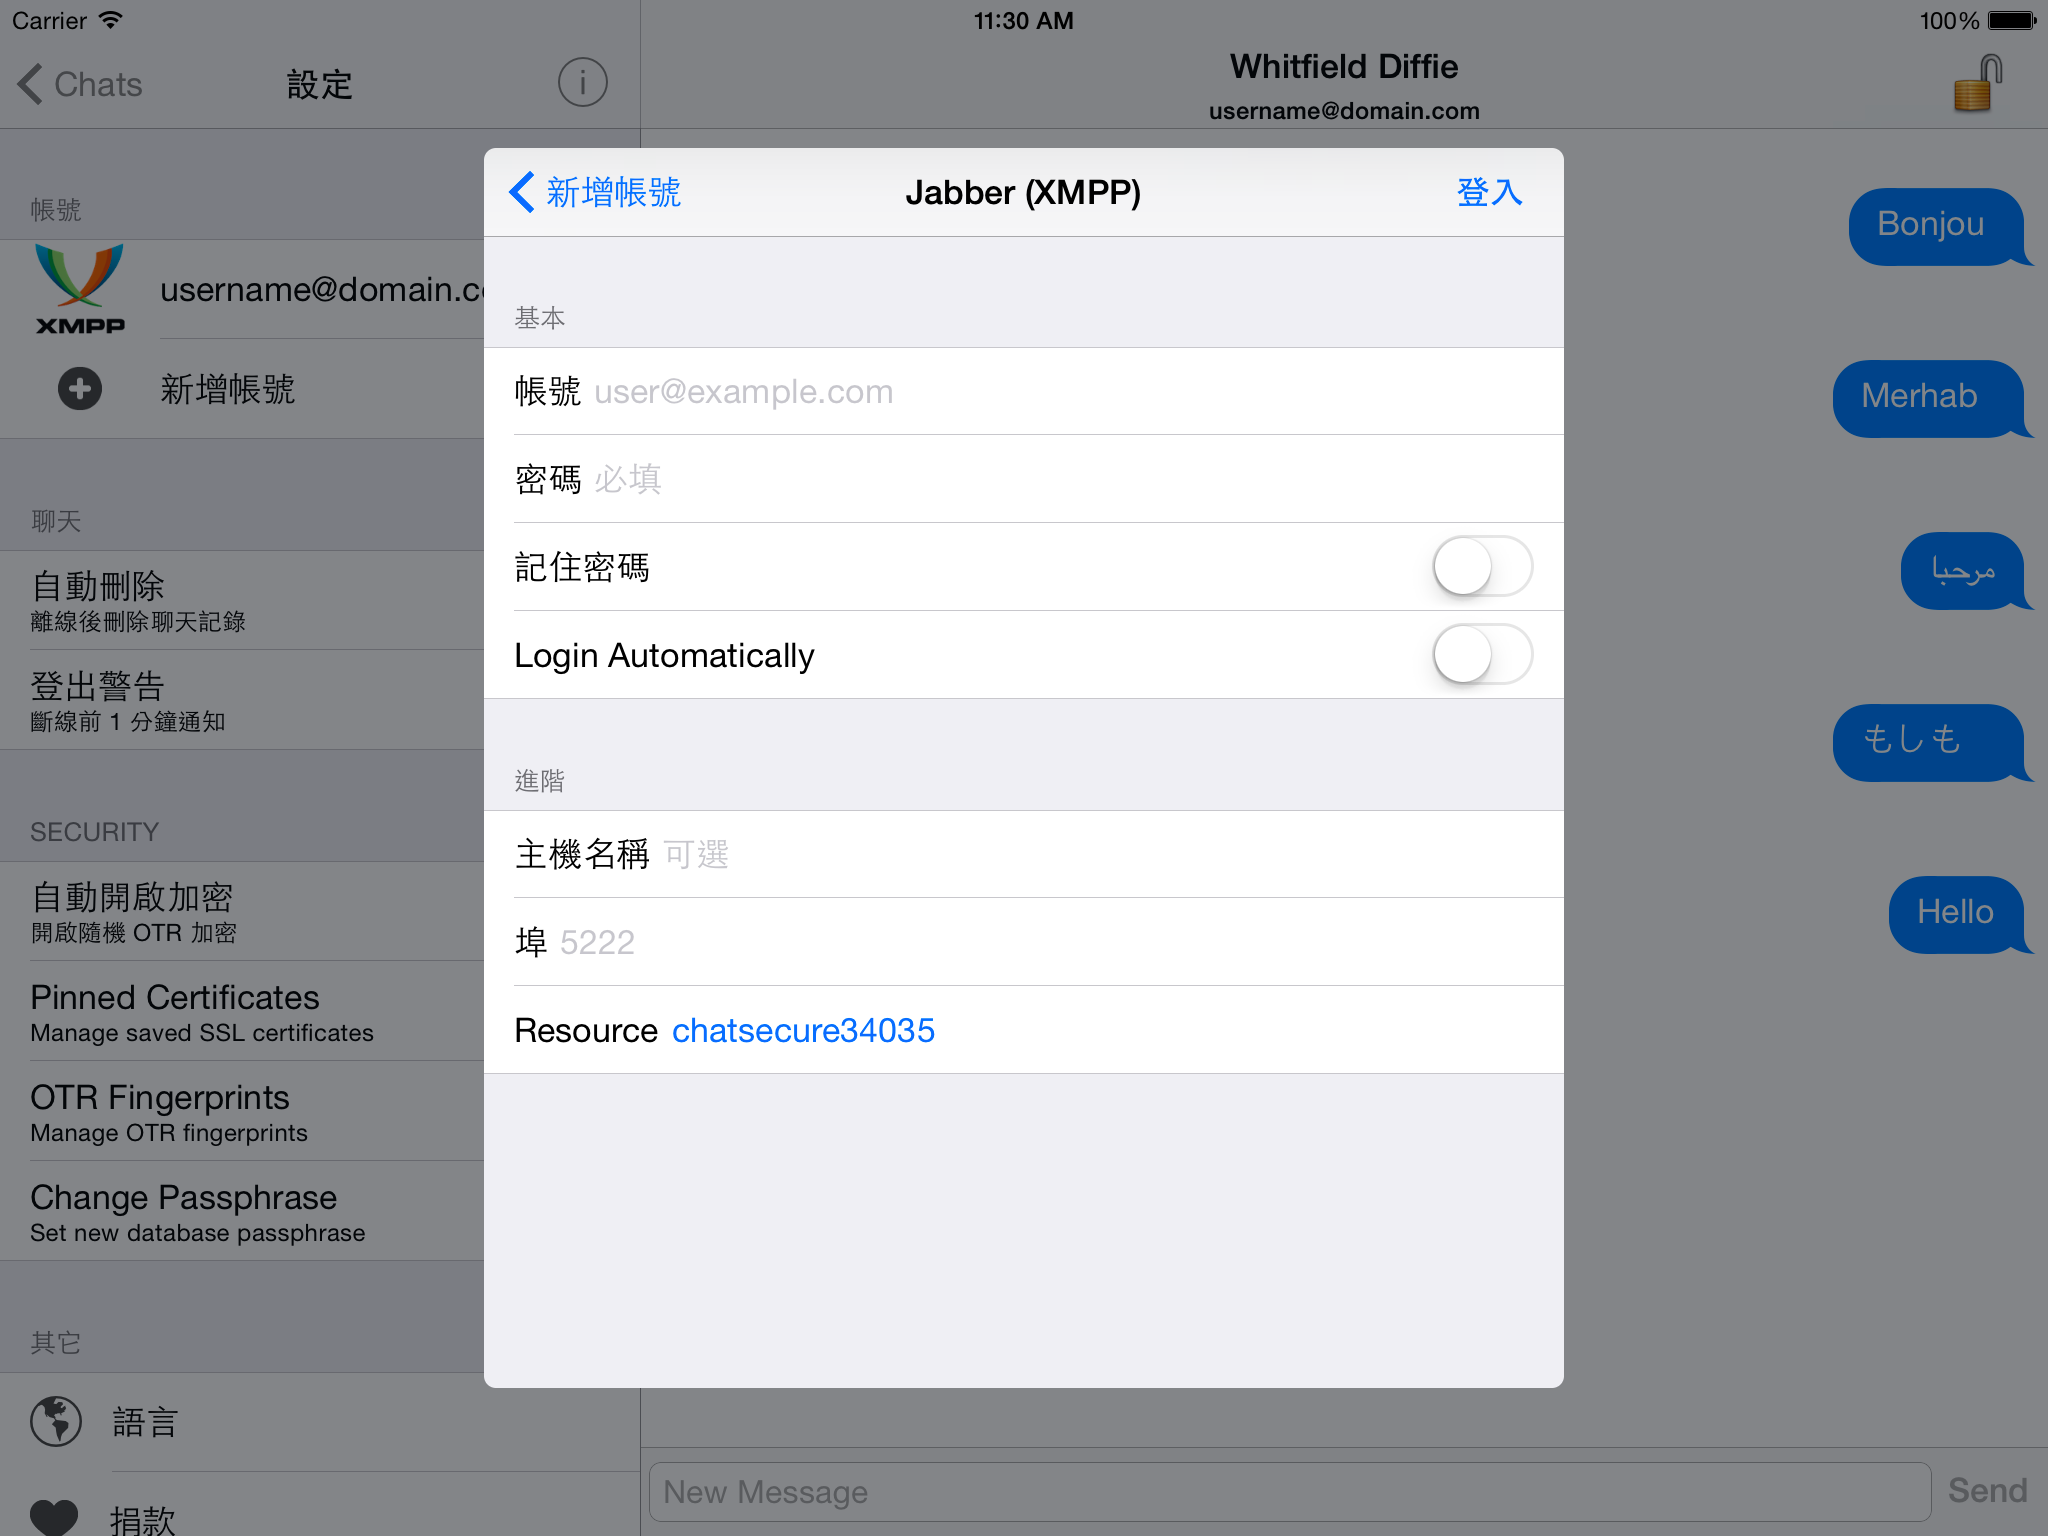 Carrier
11:30 AM
100%
Chats
設定
Whitfield Diffie
username@domain.com
帳號
XMPP
username@domain.c
新增帳號
聊天
自動刪除
離線後刪除聊天記錄
登出警告
斷線前 1 分鐘通知
SECURITY
自動開啟加密
開啟隨機 OTR 加密
Pinned Certificates
Manage saved SSL certificates
OTR Fingerprints
Manage OTR fingerprints
Change Passphrase
Set new database passphrase
其它
語言
捐款
新增帳號
Jabber (XMPP)
登入
基本
帳號 user@example.com
密碼 必填
記住密碼
Login Automatically
進階
主機名稱 可選
埠 5222
Resource chatsecure34035
Bonjou
Merhab
مرحبا
もしも
Hello
New Message
Send